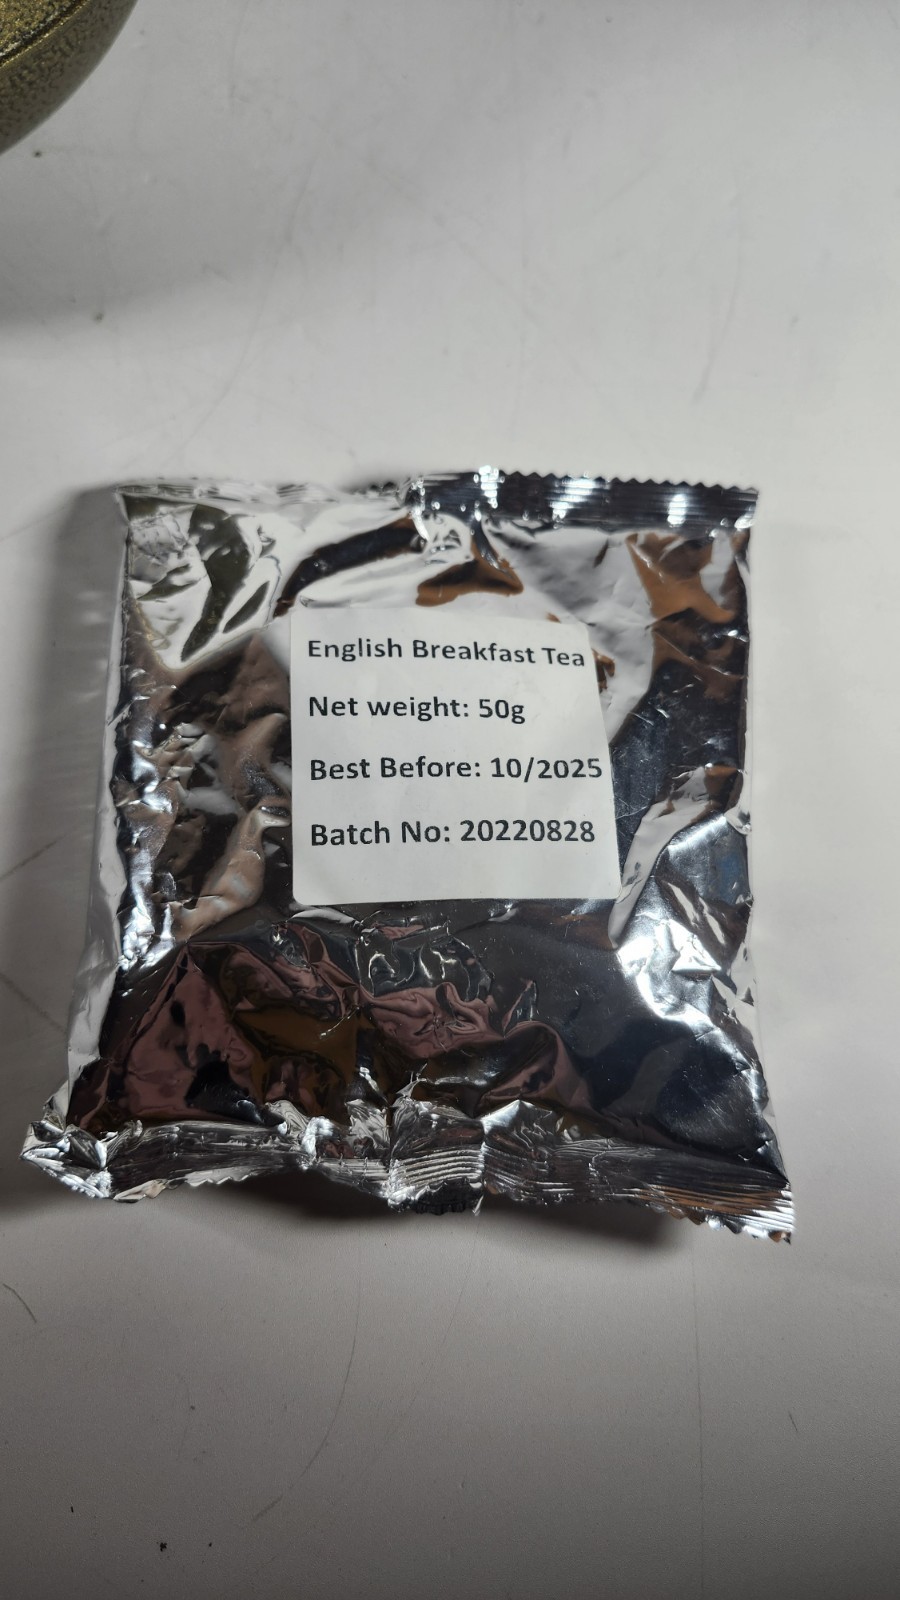 English Breakfast Tea
Net weight: 50g
Best Before: 10/2025
Batch No: 20220828